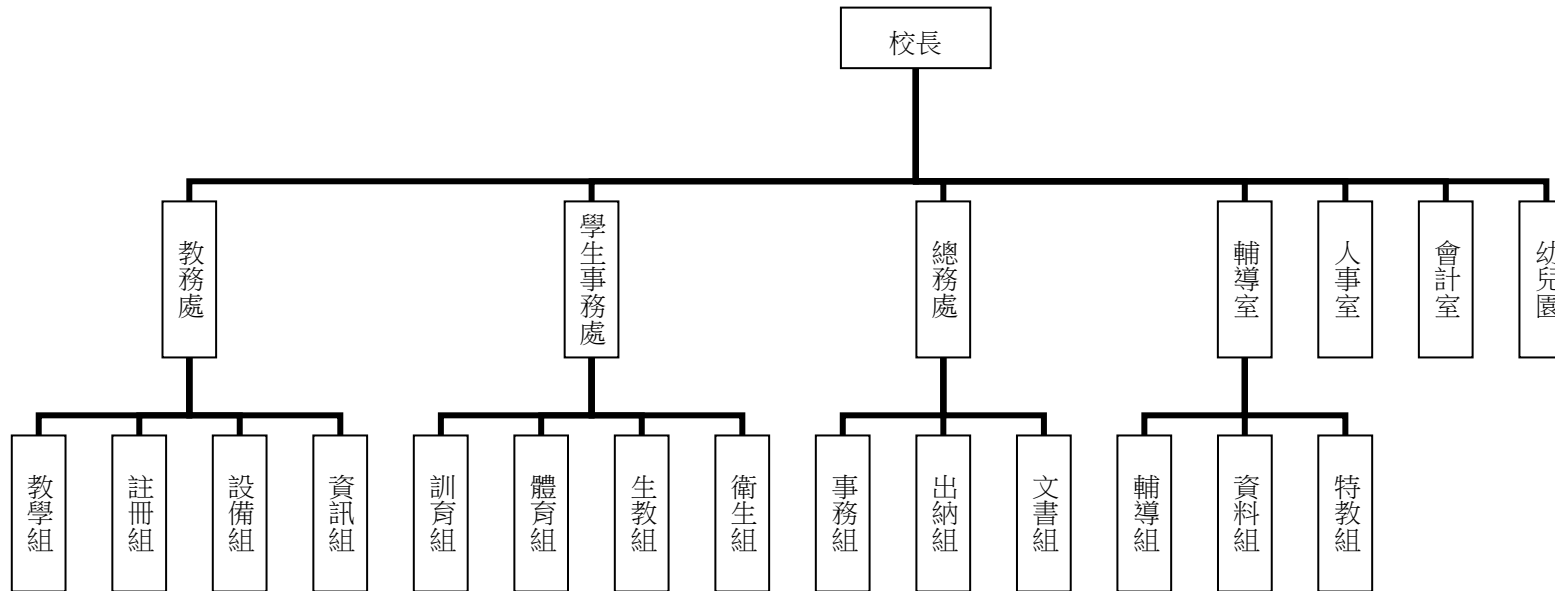 校長
教務處
學生事務處
總務處
輔導室
人事室
會計室
幼兒園
教學組
註冊組
設備組
資訊組
訓育組
體育組
生教組
衛生組
事務組
出納組
文書組
輔導組
資料組
特教組